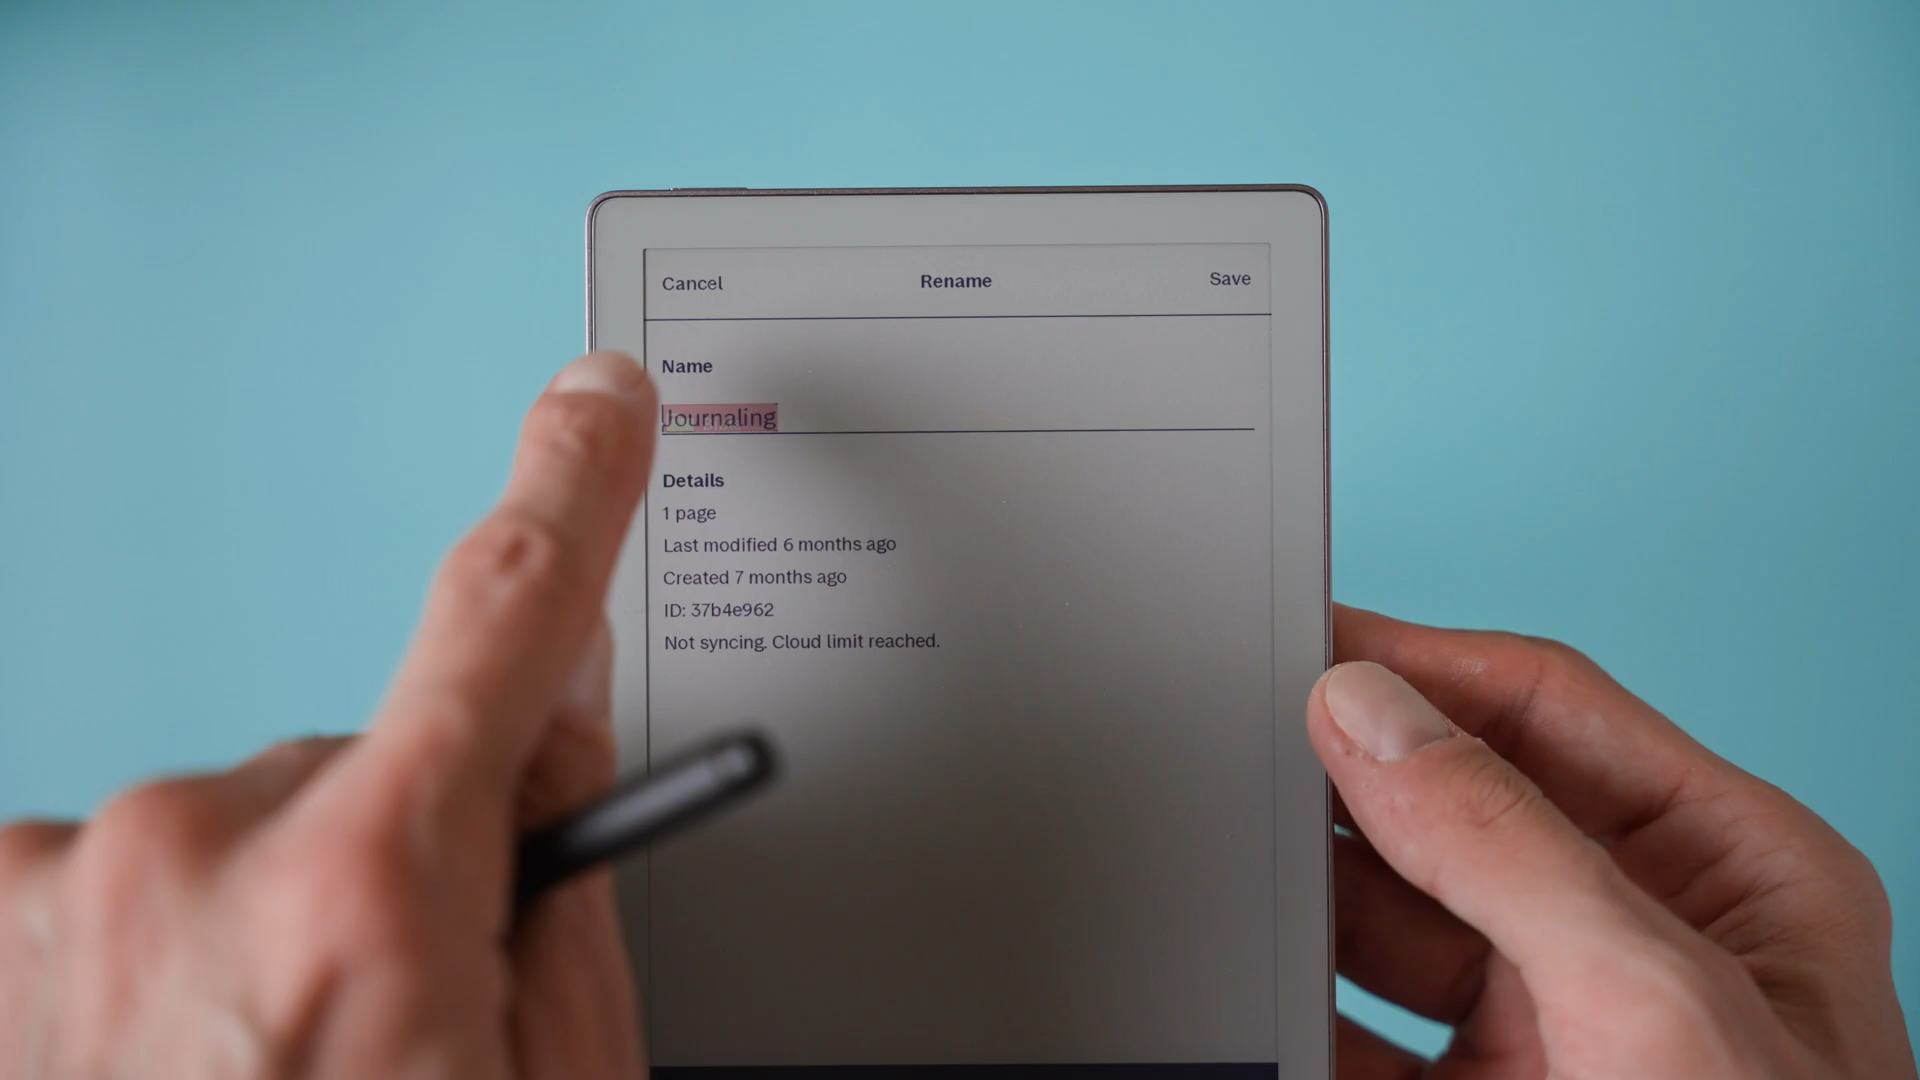 Cancel Rename Save
Name
Journaling
Details
1 page
Last modified 6 months ago
Created 7 months ago
ID: 37b4e962
Not syncing. Cloud limit reached.